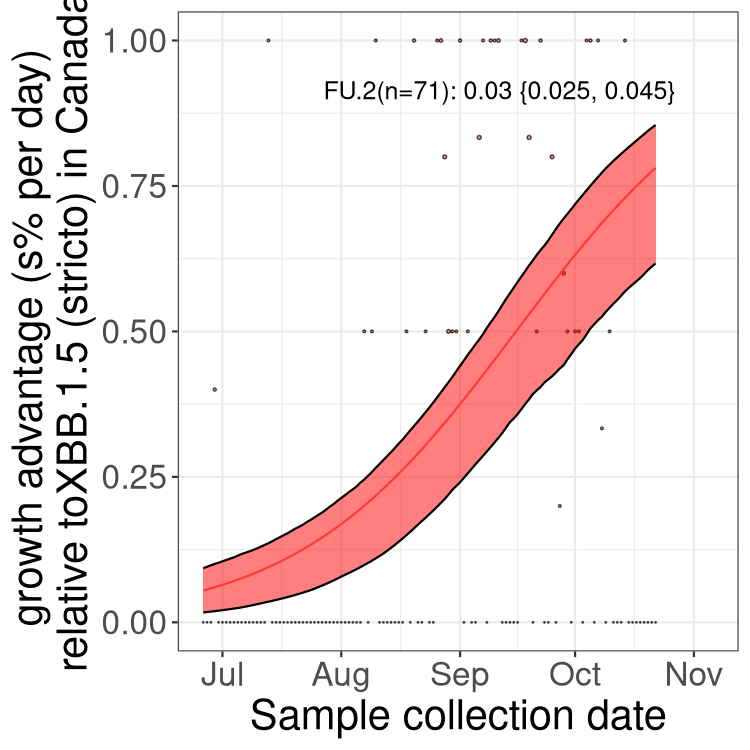 growth advantage (s% per day)
relative toXBB.1.5 (stricto) in Canada
1.00
0.75
0.50
0.25
0.00
FU.2(n=71): 0.03 {0.025, 0.045}
Jul Aug Sep Oct Nov
Sample collection date